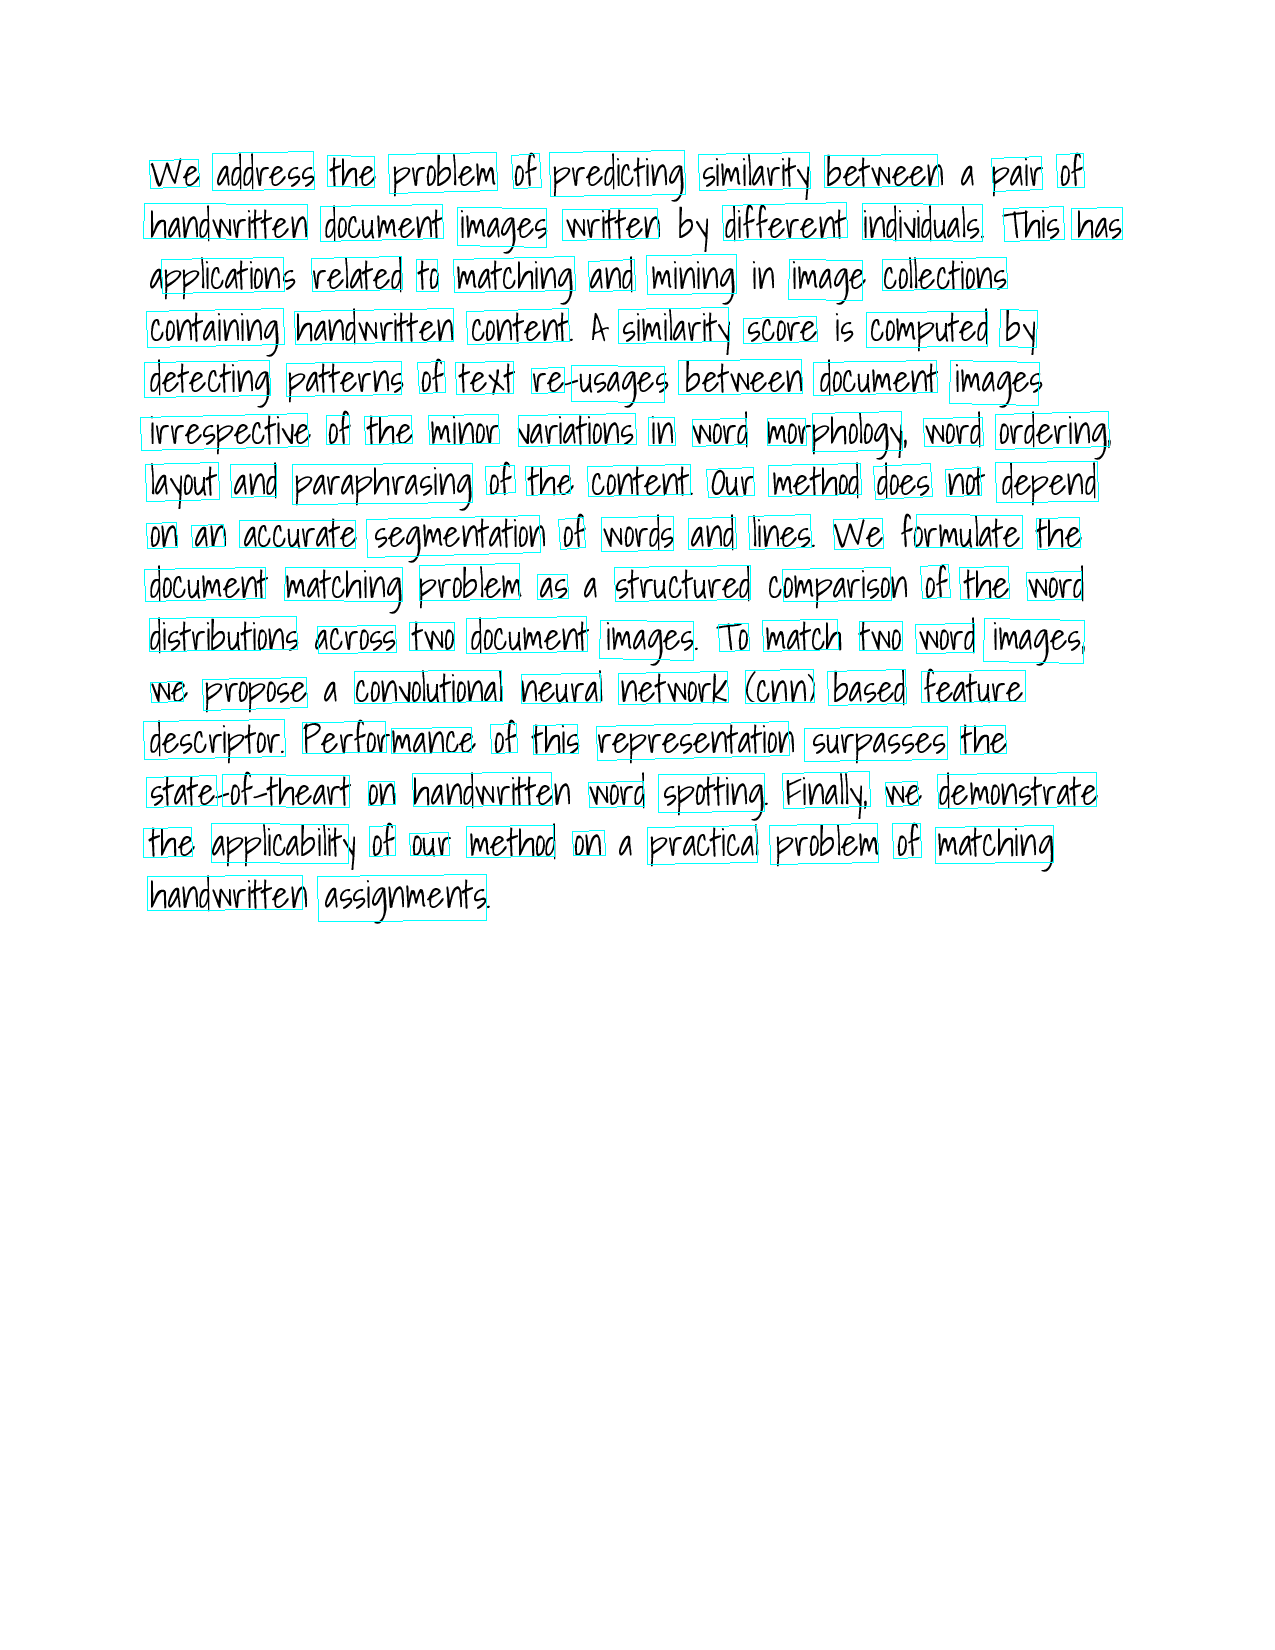 We address the problem of predicting similarity between a pair of
handwritten document images written by different individuals. This has
applications related to matching and mining in image collections
containing handwritten content. A similarity score is computed by
detecting patterns of text re-usages between document images
irrespective of the minor variations in word morphology, word ordering,
layout and paraphrasing of the content. Our method does not depend
on an accurate segmentation of words and lines. We formulate the
document matching problem as a structured comparison of the word
distributions across two document images. To match two word images,
we propose a convolutional neural network (cnn) based feature
descriptor. Performance of this representation surpasses the
state-of-theart on handwritten word spotting. Finally, we demonstrate
the applicability of our method on a practical problem of matching
handwritten assignments.